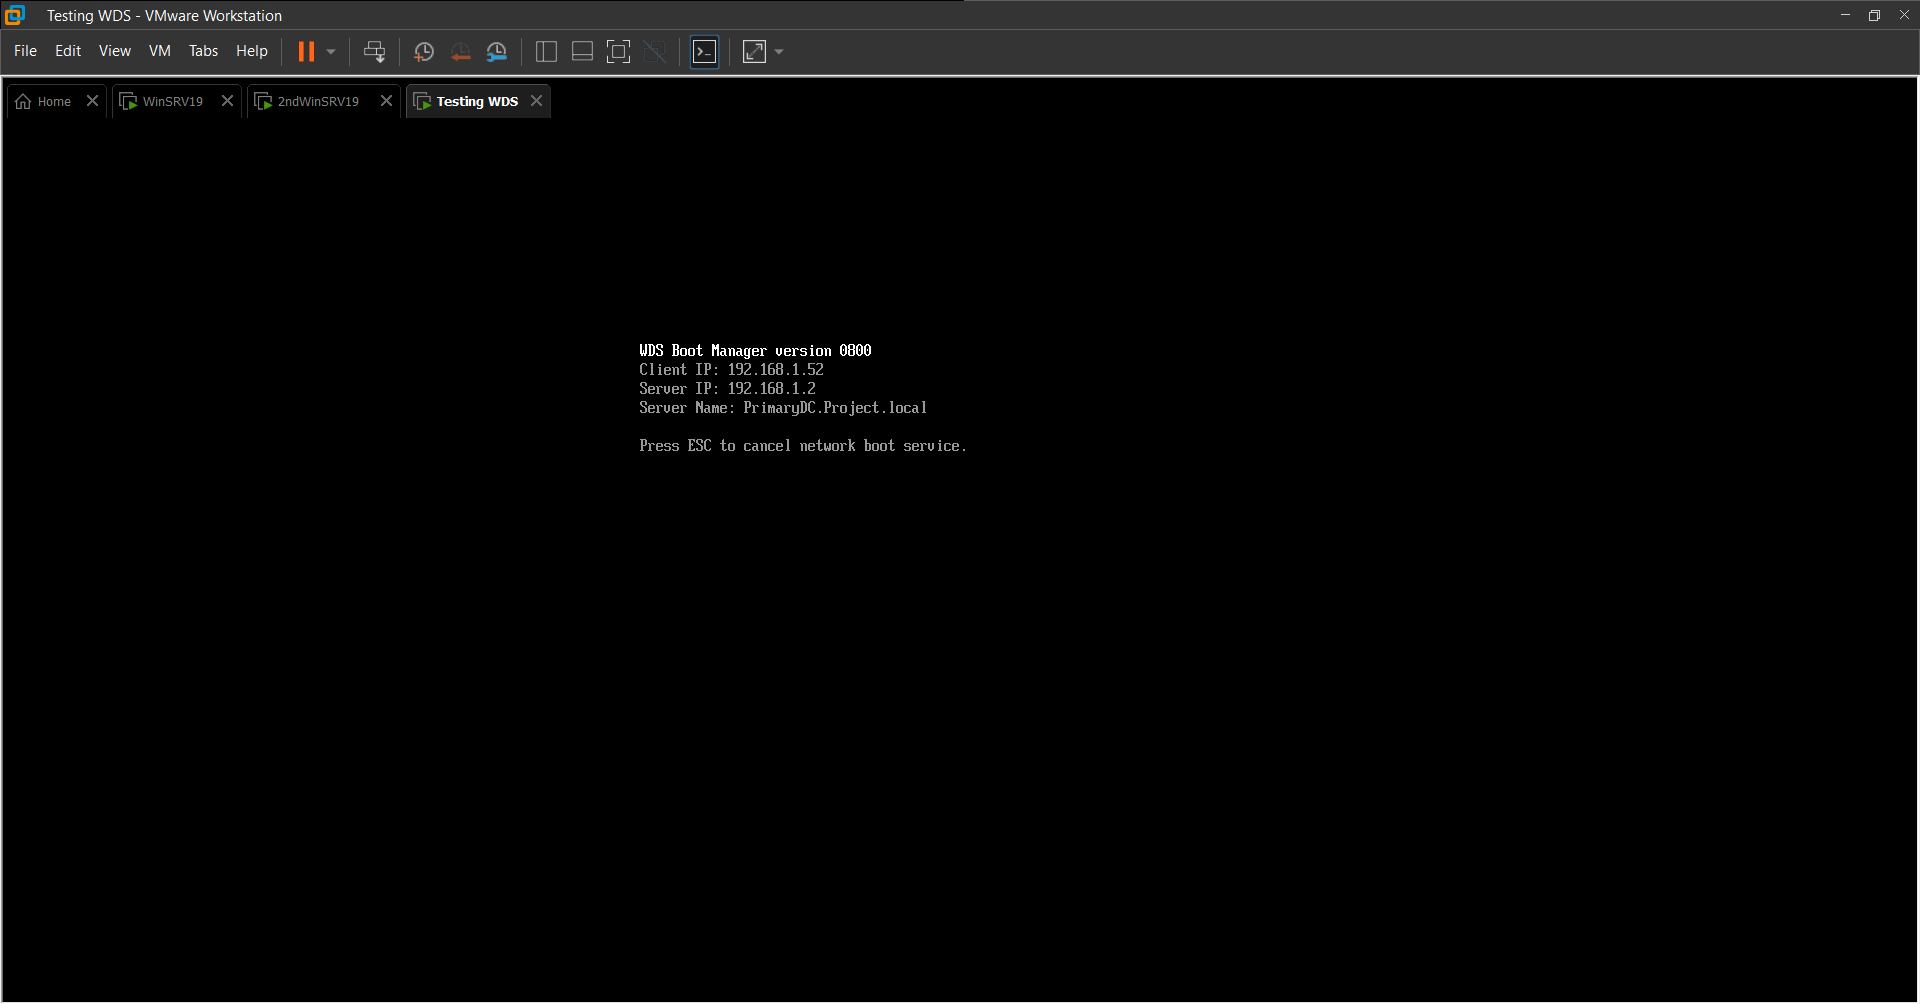 Testing WDS - VMware Workstation
File Edit View VM Tabs Help
Home WinSRV19 2ndWinSRV19 Testing WDS
WDS Boot Manager version 0800
Client IP: 192.168.1.52
Server IP: 192.168.1.2
Server Name: PrimaryDC.Project.local
Press ESC to cancel network boot service.